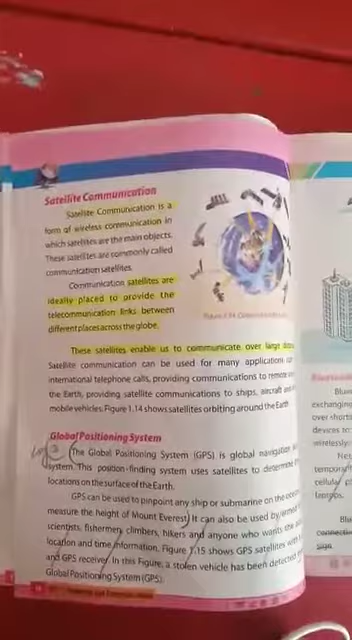 Satellite Communication
Satellite Communication is a
form of wireless communication in
which satellites are the main objects.
These satellites are commonly called
communication satellites.
Communication satellites are
ideally placed to provide the
telecommunication links between
different places across the globe.
These satellites enable us to communicate over large
Satellite communication can be used for many applications
international telephone calls, providing communications to remote
the Earth, providing satellite communications to ships, aircraft
mobile vehicles. Figure 1.14 shows satellites orbiting around the Earth
Global Positioning System
The Global Positioning System (GPS) is global navigation
system. This position-finding system uses satellites to determine
locations on the surface of the Earth.
GPS can be used to pinpoint any ship or submarine on the
measure the height of Mount Everest. It can also be used by
scientists, fishermen, climbers, hikers and anyone who wants
location and time information. Figure 1.15 shows GPS satellites
and GPS receiver. In this Figure, a stolen vehicle has been detected
Global Positioning System (GPS).
exchanging
over short
devices to
wirelessly.
cellular p
laptops.